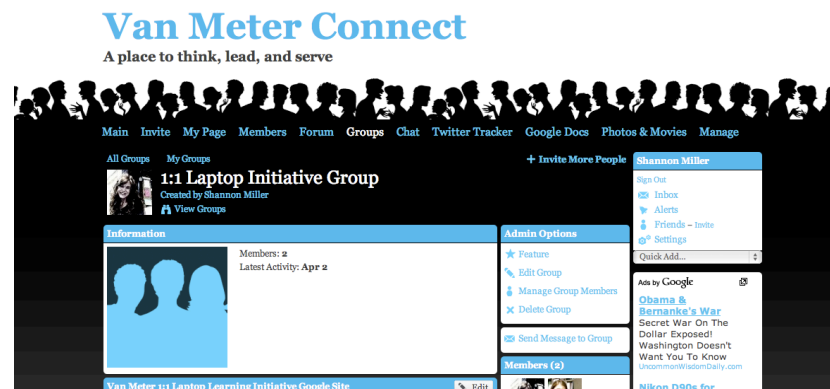 Van Meter Connect
A place to think, lead, and serve
Main Invite My Page Members Forum Groups Chat Twitter Tracker Google Docs Photos & Movies Manage
All Groups My Groups
+ Invite More People
1:1 Laptop Initiative Group
Created by Shannon Miller
View Groups
Information
Members: 2
Latest Activity: Apr 2
Van Meter 1:1 Laptop Learning Initiative Google Site
Edit
Admin Options
Feature
Edit Group
Manage Group Members
Delete Group
Send Message to Group
Members (2)
Shannon Miller
Sign Out
Inbox
Alerts
Friends – Invite
Settings
Quick Add...
Ads by Google
Obama &
Bernanke's War
Secret War On The
Dollar Exposed!
Washington Doesn't
Want You To Know
UncommonWisdomDaily.com
Nikon D90s for